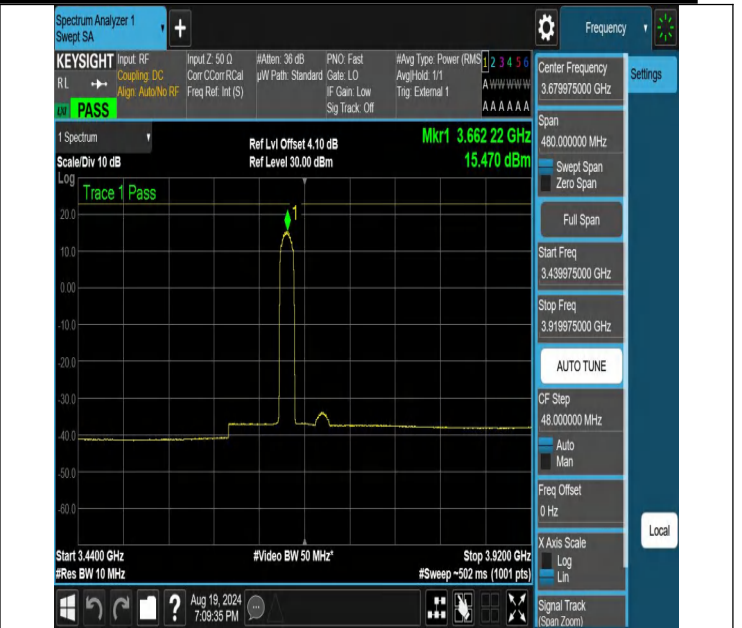 Spectrum Analyzer 1
Swept SA
+
Frequency
KEYSIGHT
Input: RF
Input Z: 50 Ω
#Atten: 36 dB
PNO: Fast
#Avg Type: Power (RMS
1 2 3 4 5 6
RL
Coupling: DC
Corr CCorr RCal
µW Path: Standard
Gate: LO
Avg|Hold: 1/1
A W W W W W
Align: Auto/No RF
Freq Ref: Int (S)
IF Gain: Low
Trig: External 1
Sig Track: Off
A A A A A A
PASS
1 Spectrum
Ref Lvl Offset 4.10 dB
Mkr1 3.662 22 GHz
Scale/Div 10 dB
Ref Level 30.00 dBm
15.470 dBm
Log
Trace 1 Pass
1
20.0
10.0
0.00
-10.0
-20.0
-30.0
-40.0
-50.0
-60.0
Start 3.4400 GHz
#Video BW 50 MHz*
Stop 3.9200 GHz
#Res BW 10 MHz
#Sweep ~502 ms (1001 pts)
?
Aug 19, 2024
7:09:35 PM
Center Frequency
3.679975000 GHz
Settings
Span
480.000000 MHz
Swept Span
Zero Span
Full Span
Start Freq
3.439975000 GHz
Stop Freq
3.919975000 GHz
AUTO TUNE
CF Step
48.000000 MHz
Auto
Man
Freq Offset
0 Hz
Local
X Axis Scale
Log
Lin
Signal Track
(Span Zoom)